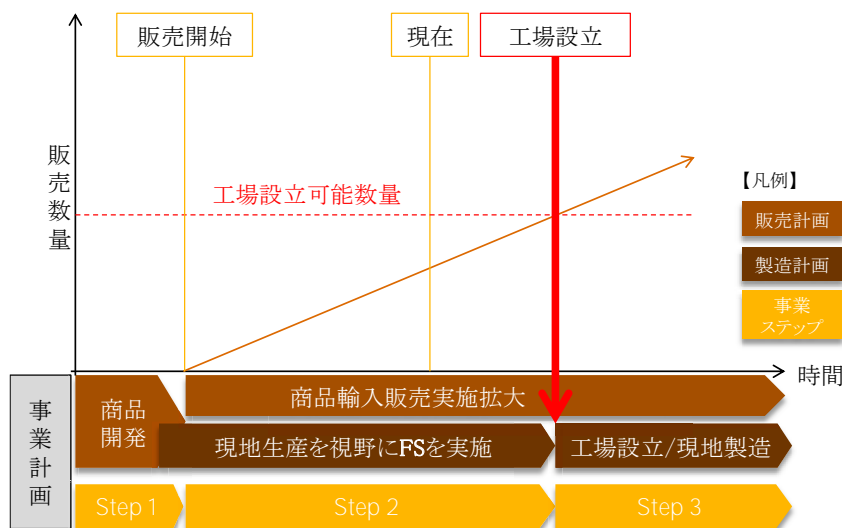 販売開始
現在
工場設立
販売数量
工場設立可能数量
【凡例】
販売計画
製造計画
事業
ステップ
時間
事業計画
商品
開発
商品輸入販売実施拡大
現地生産を視野にFSを実施
工場設立/現地製造
Step 1
Step 2
Step 3